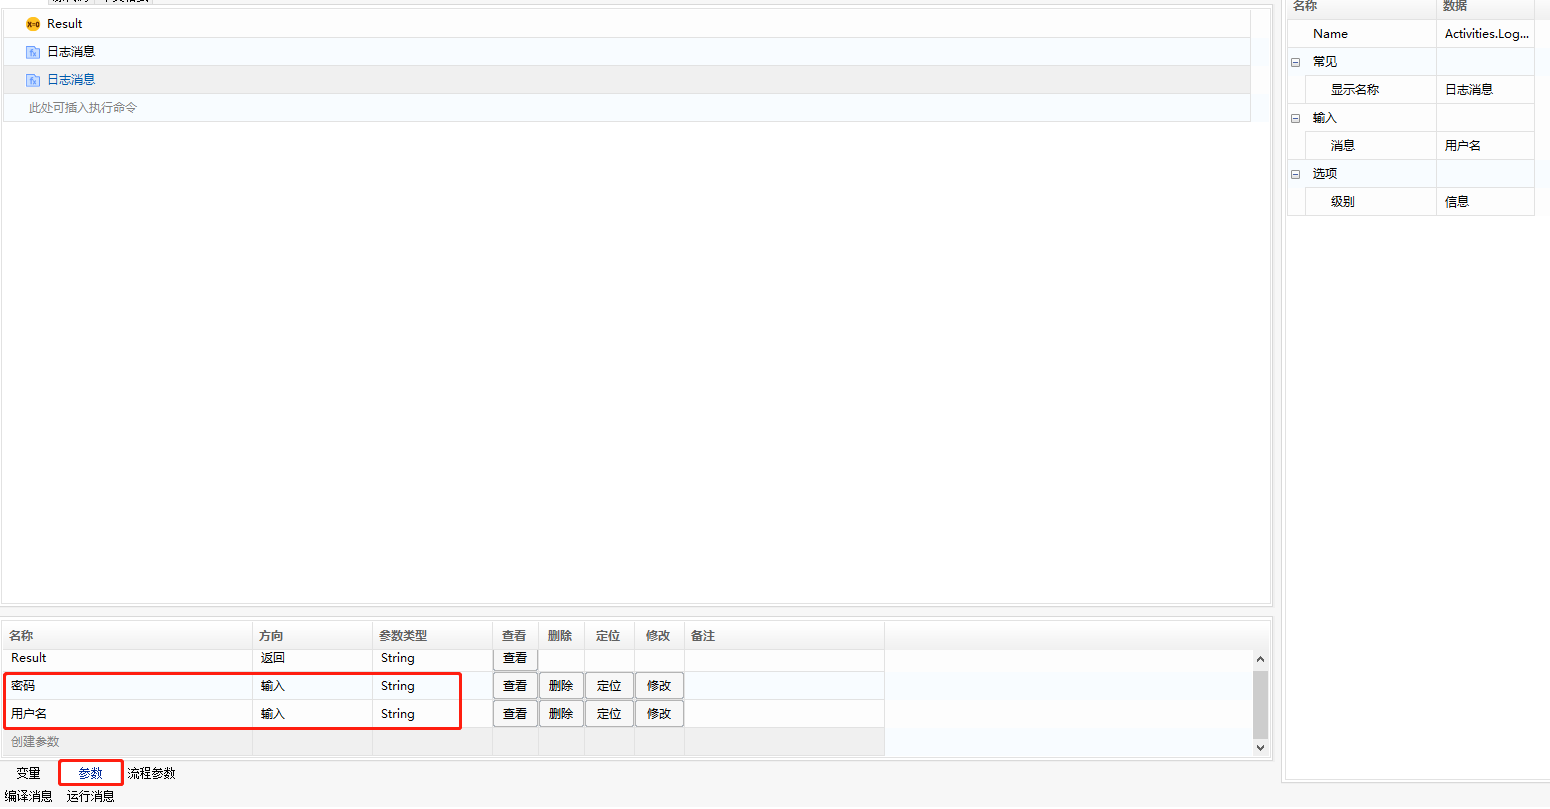 Result
日志消息
日志消息
此处可插入执行命令
名称 数据
Name Activities.Log...
常见
显示名称 日志消息
输入
消息 用户名
选项
级别 信息
名称 方向 参数类型 查看 删除 定位 修改 备注
Result 返回 String 查看
密码 输入 String 查看 删除 定位 修改
用户名 输入 String 查看 删除 定位 修改
创建参数
变量 参数 流程参数
编译消息 运行消息